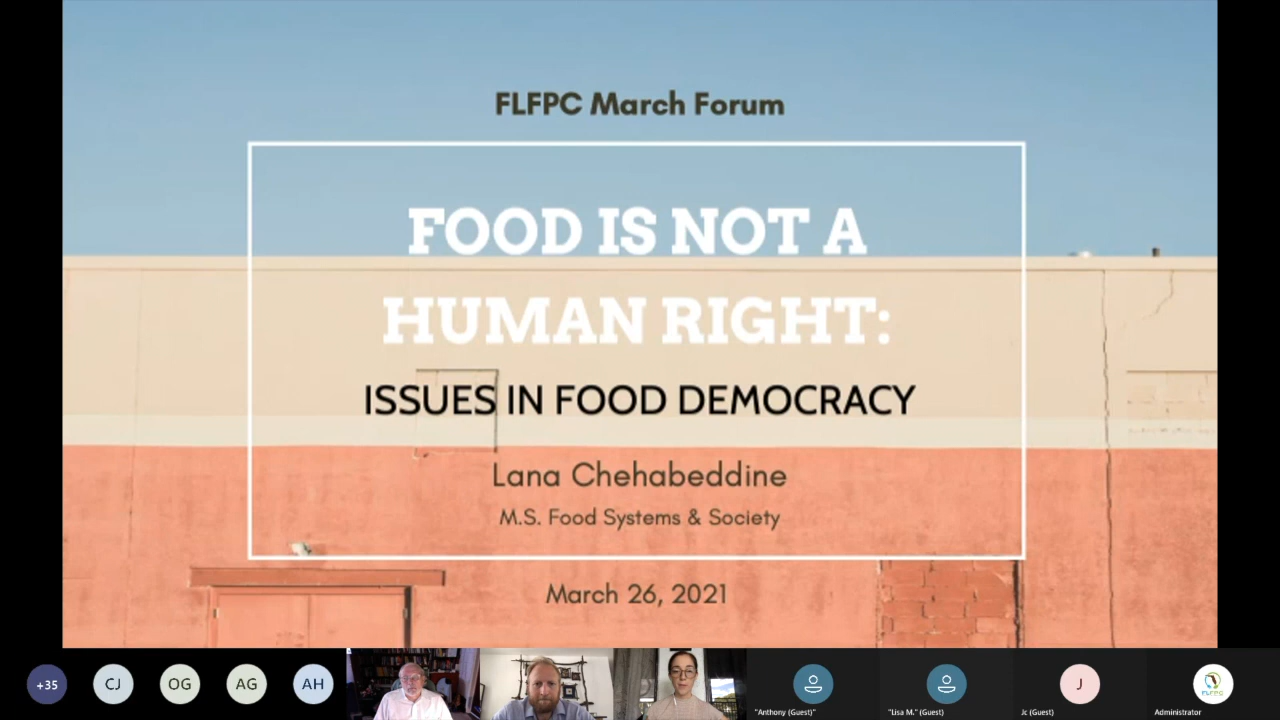 FLFPC March Forum
FOOD IS NOT A
HUMAN RIGHT:
ISSUES IN FOOD DEMOCRACY
Lana Chehabeddine
M.S. Food Systems & Society
March 26, 2021
+35
CJ
OG
AG
AH
J
FLFPC
"Anthony (Guest)"
"Lisa M." (Guest)
Jc (Guest)
Administrator